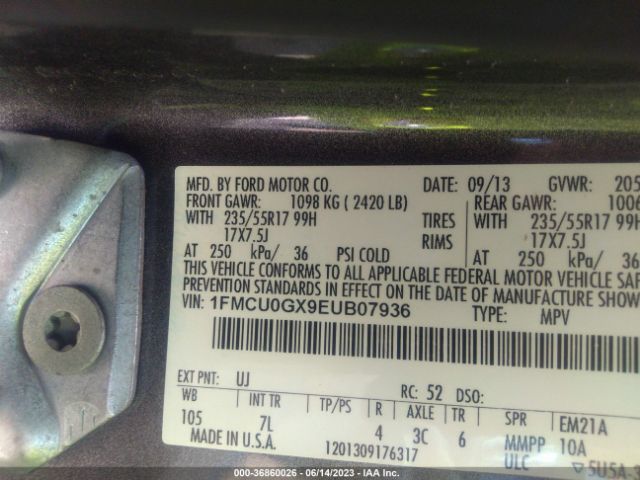 MFD. BY FORD MOTOR CO. DATE: 09/13 GVWR: 205
FRONT GAWR: 1098 KG ( 2420 LB) REAR GAWR: 1006
WITH 235/55R17 99H TIRES WITH 235/55R17 99H
17X7.5J RIMS 17X7.5J
AT 250 kPa/ 36 PSI COLD AT 250 kPa/ 36
THIS VEHICLE CONFORMS TO ALL APPLICABLE FEDERAL MOTOR VEHICLE SAF
PREVENTION STANDARDS IN EFFECT ON THE DATE OF MANUFACTURE SHOW
VIN: 1FMCU0GX9EUB07936 TYPE: MPV
EXT PNT: UJ RC: 52 DSO:
WB INT TR TP/PS R AXLE TR SPR EM21A
105 7L 4 3C 6 MMPP 10A
MADE IN U.S.A. 1201309176317 ULC 5U5A.3
000-36860026 - 06/14/2023 - IAA Inc.